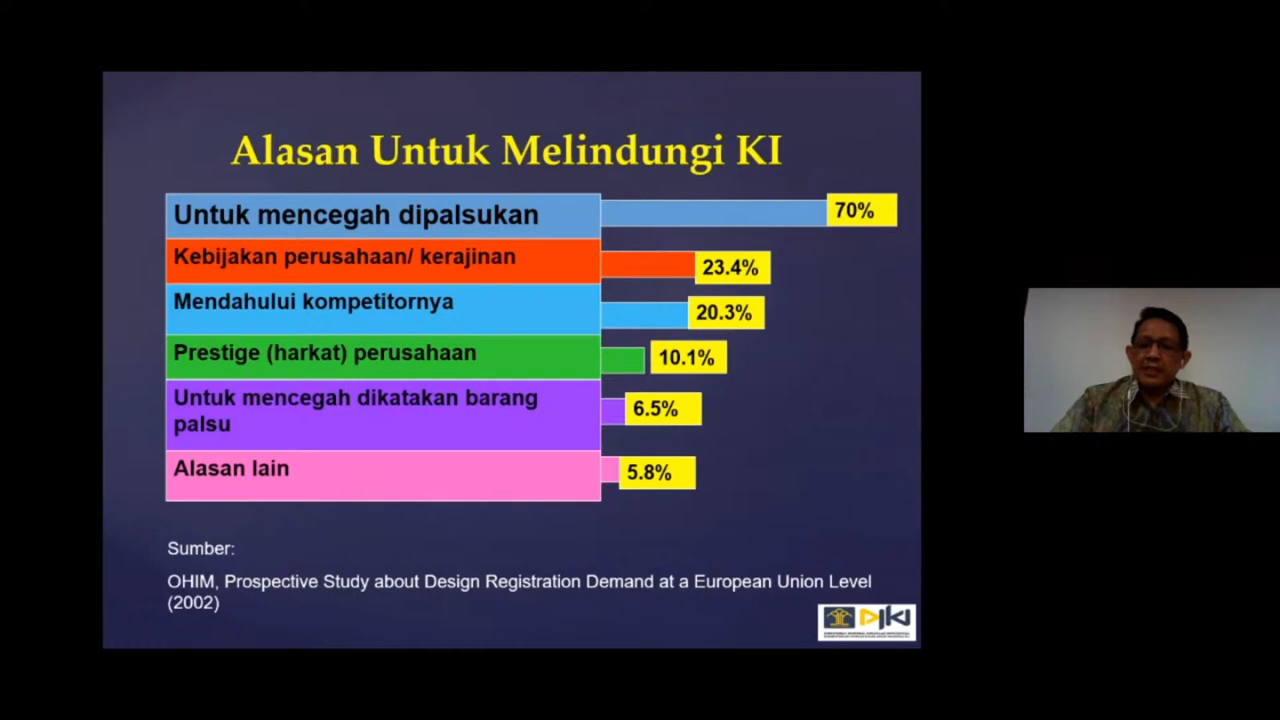 Alasan Untuk Melindungi KI
Untuk mencegah dipalsukan
70%
Kebijakan perusahaan/ kerajinan
23.4%
Mendahului kompetitornya
20.3%
Prestige (harkat) perusahaan
10.1%
Untuk mencegah dikatakan barang
palsu
6.5%
Alasan lain
5.8%
Sumber:
OHIM, Prospective Study about Design Registration Demand at a European Union Level
(2002)
DJKI